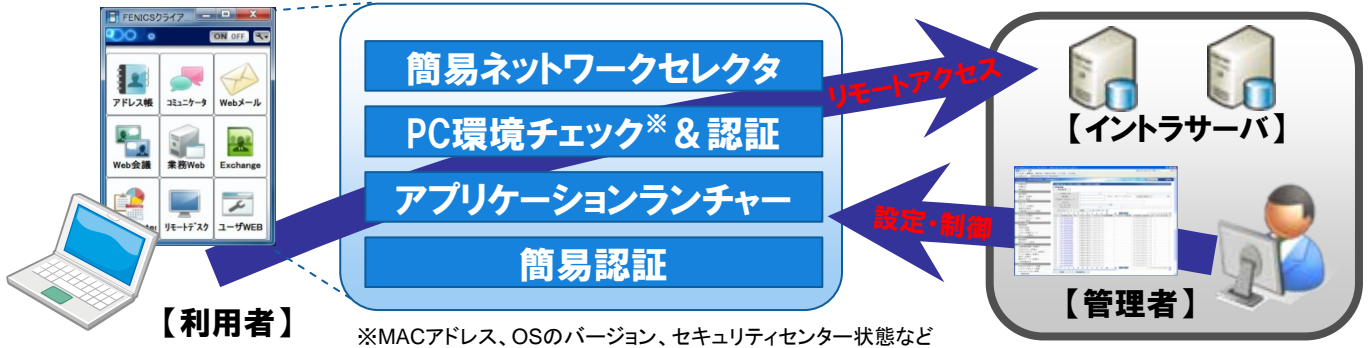 FENICSクライア
ON OFF
アドレス帳
コミュニケータ
Webメール
Web会議
業務Web
Exchange
リモートデスク
ユーザWEB
【利用者】
簡易ネットワークセレクタ
PC環境チェック※&認証
アプリケーションランチャー
簡易認証
※MACアドレス、OSのバージョン、セキュリティセンター状態など
リモートアクセス
設定・制御
【イントラサーバ】
【管理者】